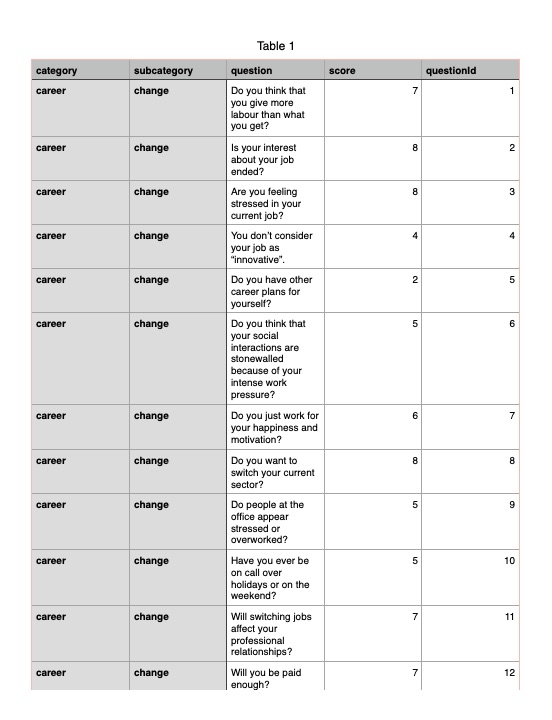 Table 1
category subcategory question score questionId
career change Do you think that 7 1
you give more
labour than what
you get?
career change Is your interest 8 2
about your job
ended?
career change Are you feeling 8 3
stressed in your
current job?
career change You don’t consider 4 4
your job as
“innovative”.
career change Do you have other 2 5
career plans for
yourself?
career change Do you think that 5 6
your social
interactions are
stonewalled
because of your
intense work
pressure?
career change Do you just work for 6 7
your happiness and
motivation?
career change Do you want to 8 8
switch your current
sector?
career change Do people at the 5 9
office appear
stressed or
overworked?
career change Have you ever be 5 10
on call over
holidays or on the
weekend?
career change Will switching jobs 7 11
affect your
professional
relationships?
career change Will you be paid 7 12
enough?